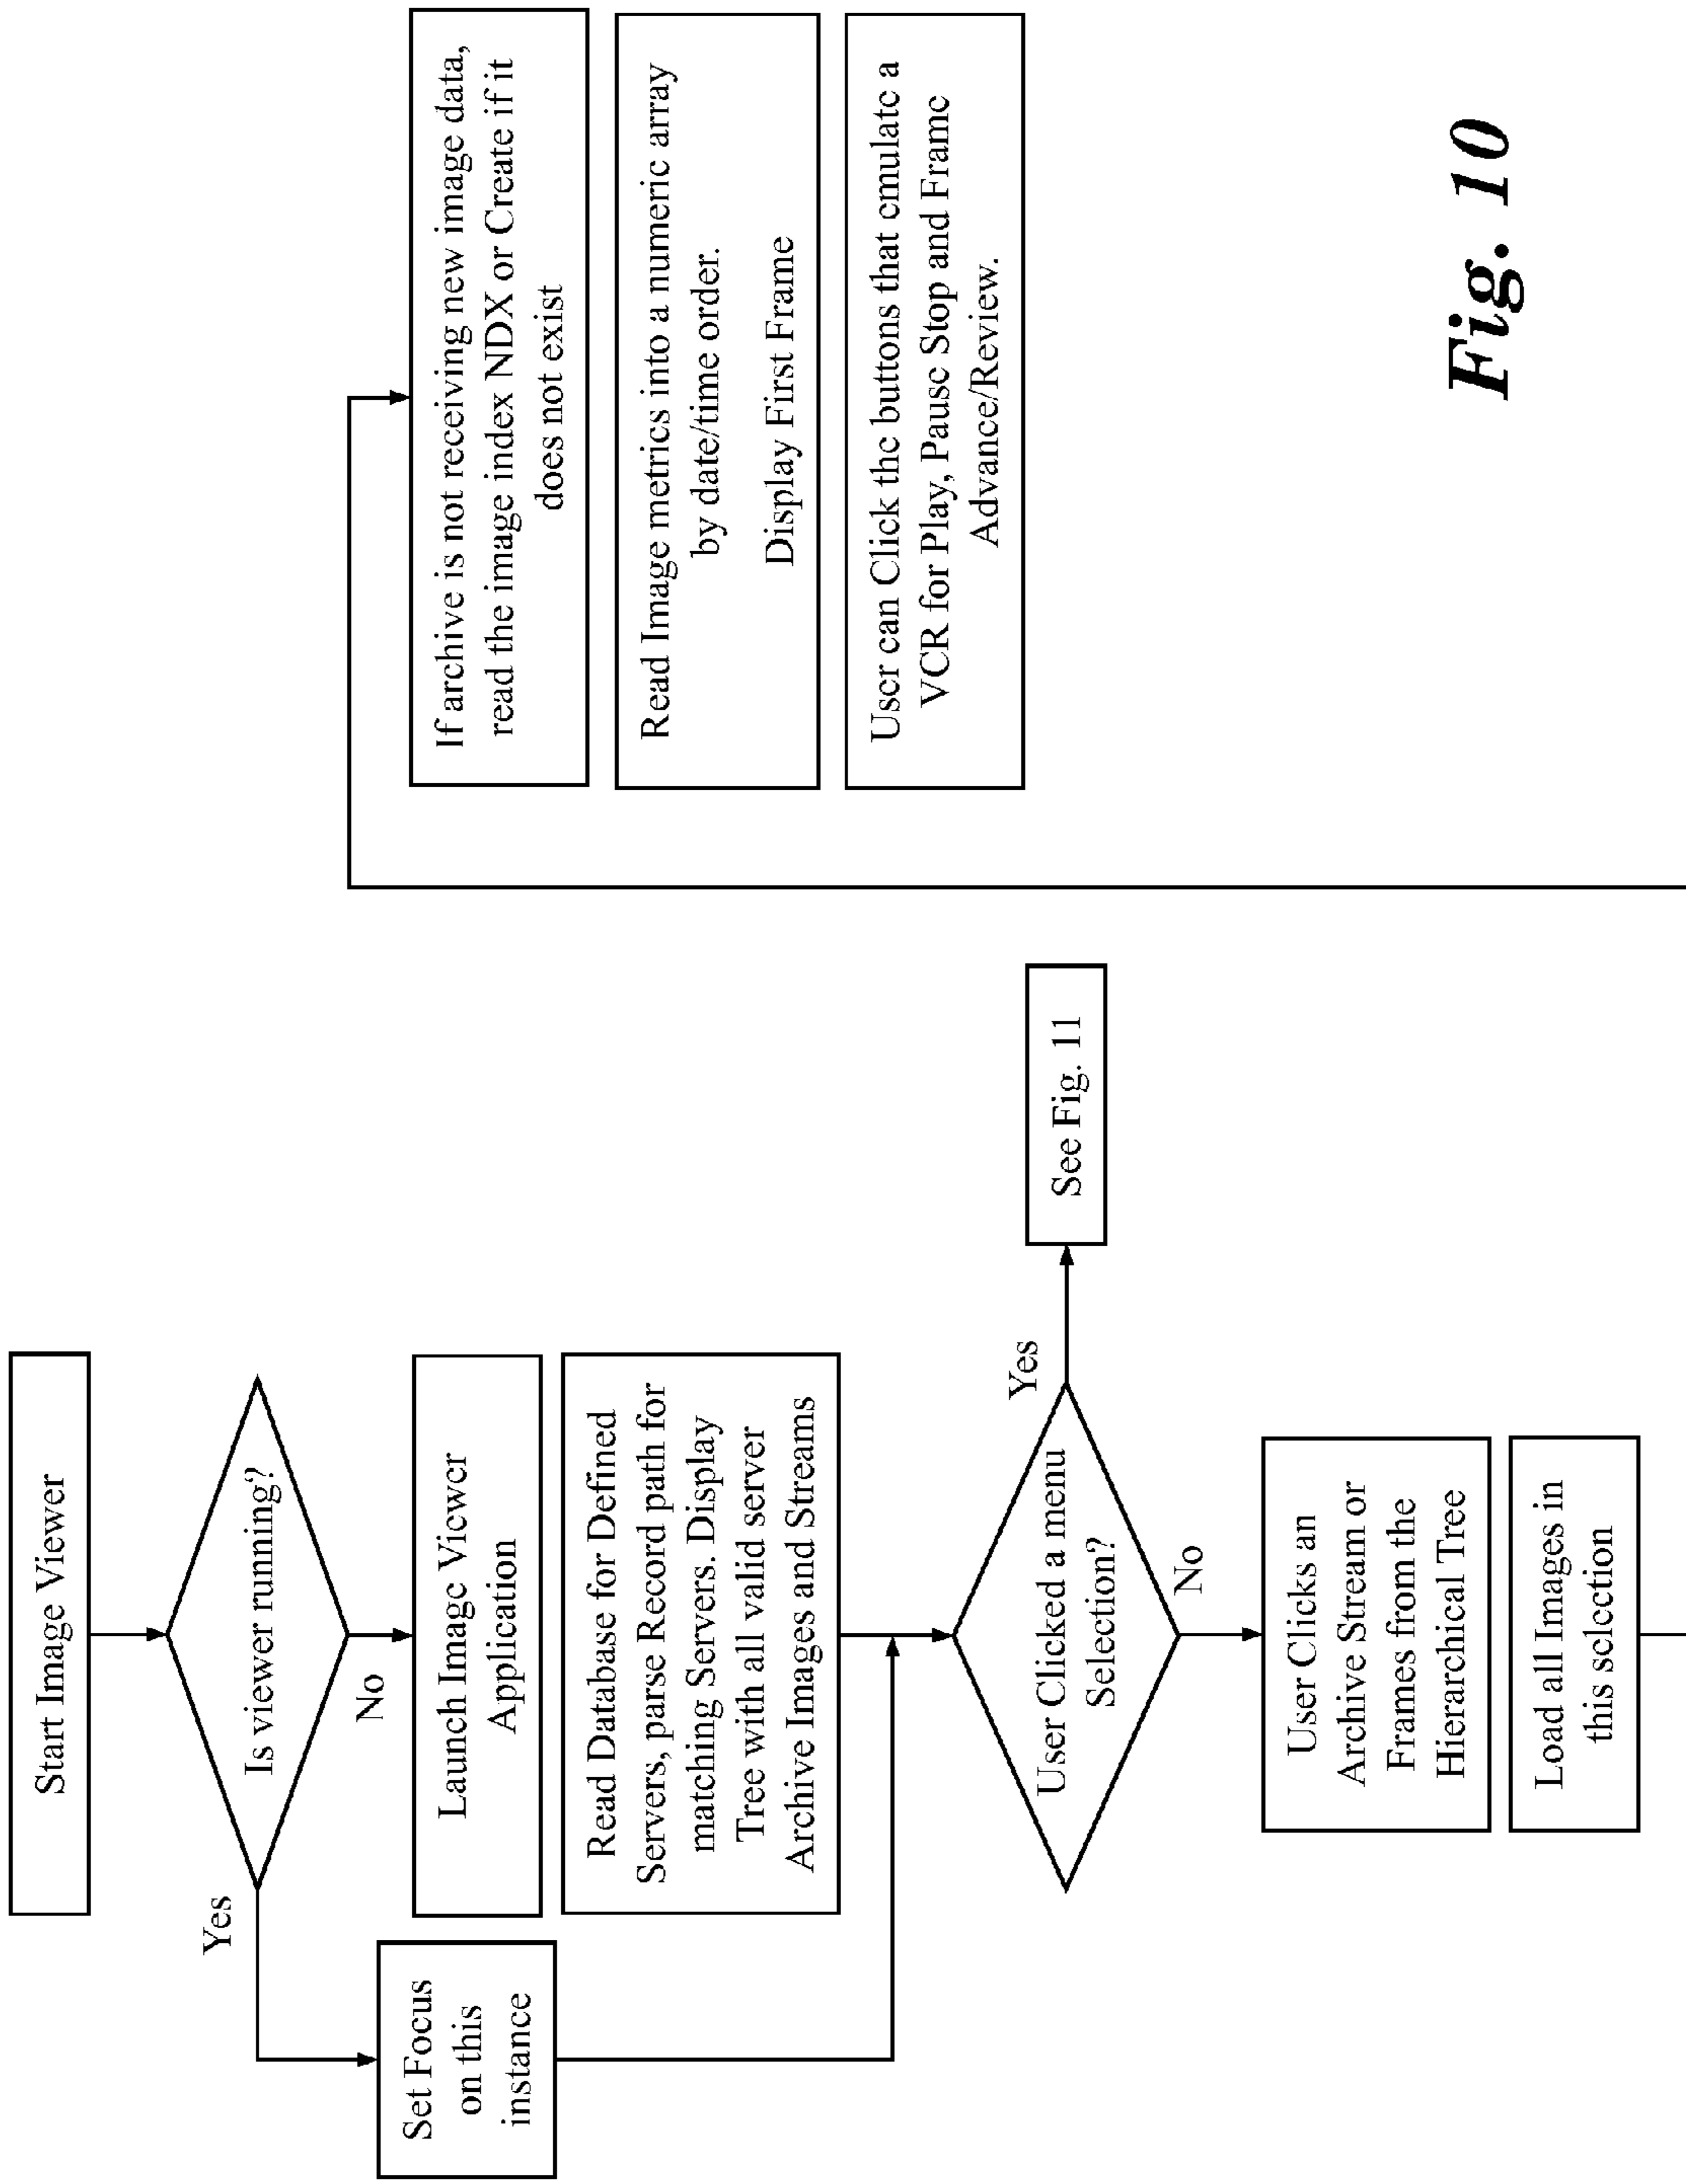 Start Image Viewer
Is viewer running?
Yes
No
Set Focus
on this
instance
Launch Image Viewer
Application
Read Database for Defined
Servers, parse Record path for
matching Servers. Display
Tree with all valid server
Archive Images and Streams
User Clicked a menu
Selection?
Yes
See Fig. 11
No
User Clicks an
Archive Stream or
Frames from the
Hierarchical Tree
Load all Images in
this selection
If archive is not receiving new image data,
read the image index NDX or Create if it
does not exist
Read Image metrics into a numeric array
by date/time order.
Display First Frame
User can Click the buttons that emulate a
VCR for Play, Pause Stop and Frame
Advance/Review.
Fig. 10